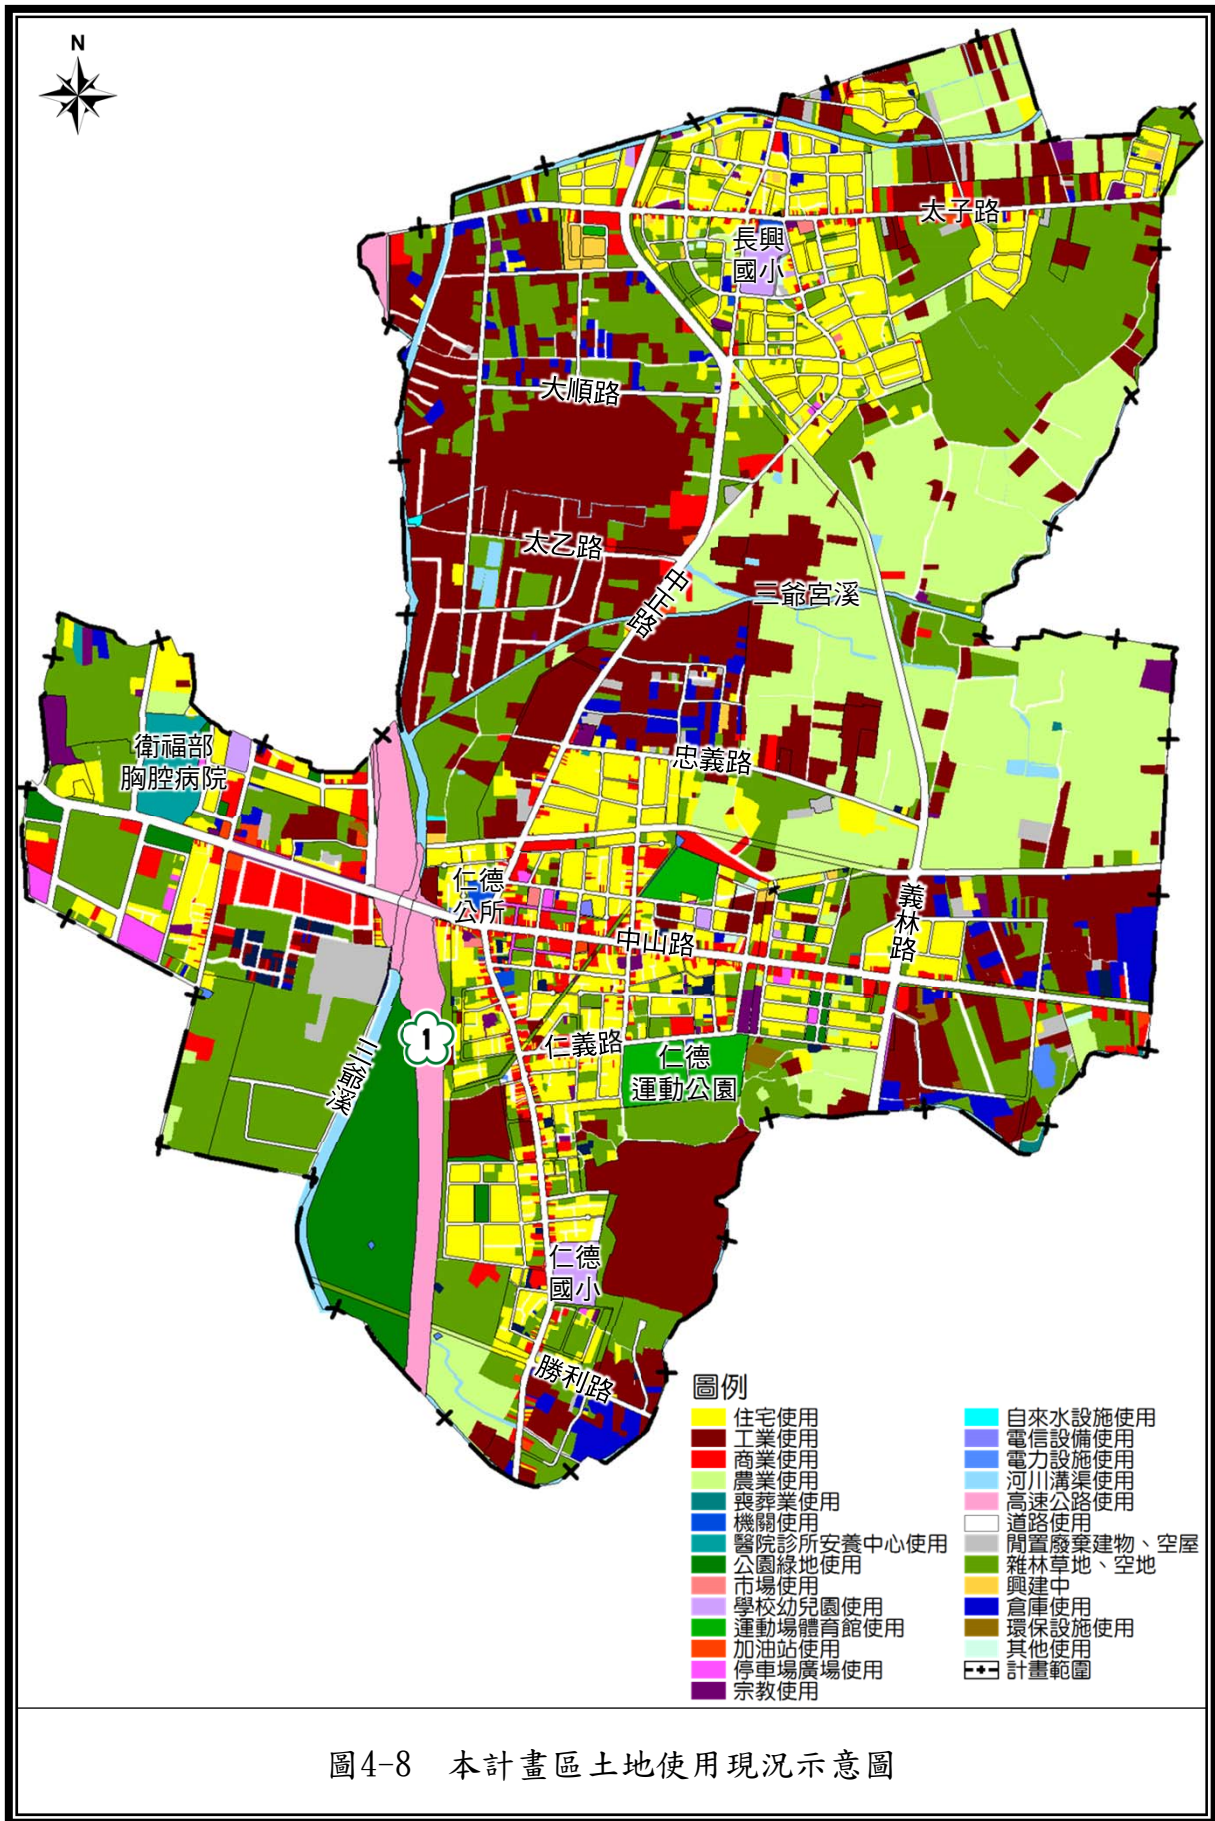 N
太子路
長興
國小
大順路
太乙路
中正路
三爺宮溪
衛福部
胸腔病院
忠義路
仁德
公所
義林路
中山路
1
仁義路
仁德
運動公園
三爺溪
仁德
國小
勝利路
圖例
住宅使用
工業使用
商業使用
農業使用
喪葬業使用
機關使用
醫院診所安養中心使用
公園綠地使用
市場使用
學校幼兒園使用
運動場體育館使用
加油站使用
停車場廣場使用
宗教使用
自來水設施使用
電信設備使用
電力設施使用
河川溝渠使用
高速公路使用
道路使用
閒置廢棄建物、空屋
雜林草地、空地
興建中
倉庫使用
環保設施使用
其他使用
計畫範圍
圖4-8 本計畫區土地使用現況示意圖